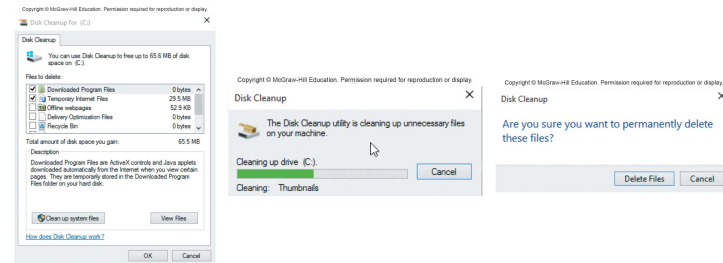 Copyright © McGraw-Hill Education. Permission required for reproduction or display.
Disk Cleanup for (C:)
Disk Cleanup
You can use Disk Cleanup to free up to 65.6 MB of disk
space on (C:).
Files to delete:
Downloaded Program Files 0 bytes
Temporary Internet Files 29.5 MB
Offline webpages 52.9 KB
Delivery Optimization Files 0 bytes
Recycle Bin 0 bytes
Total amount of disk space you gain: 65.5 MB
Description
Downloaded Program Files are ActiveX controls and Java applets
downloaded automatically from the Internet when you view certain
pages. They are temporarily stored in the Downloaded Program
Files folder on your hard disk.
Clean up system files View Files
How does Disk Cleanup work?
OK Cancel
Copyright © McGraw-Hill Education. Permission required for reproduction or display.
Disk Cleanup
The Disk Cleanup utility is cleaning up unnecessary files
on your machine.
Cleaning up drive (C:).
Cancel
Cleaning: Thumbnails
Copyright © McGraw-Hill Education. Permission required for reproduction or display.
Disk Cleanup
Are you sure you want to permanently delete
these files?
Delete Files Cancel